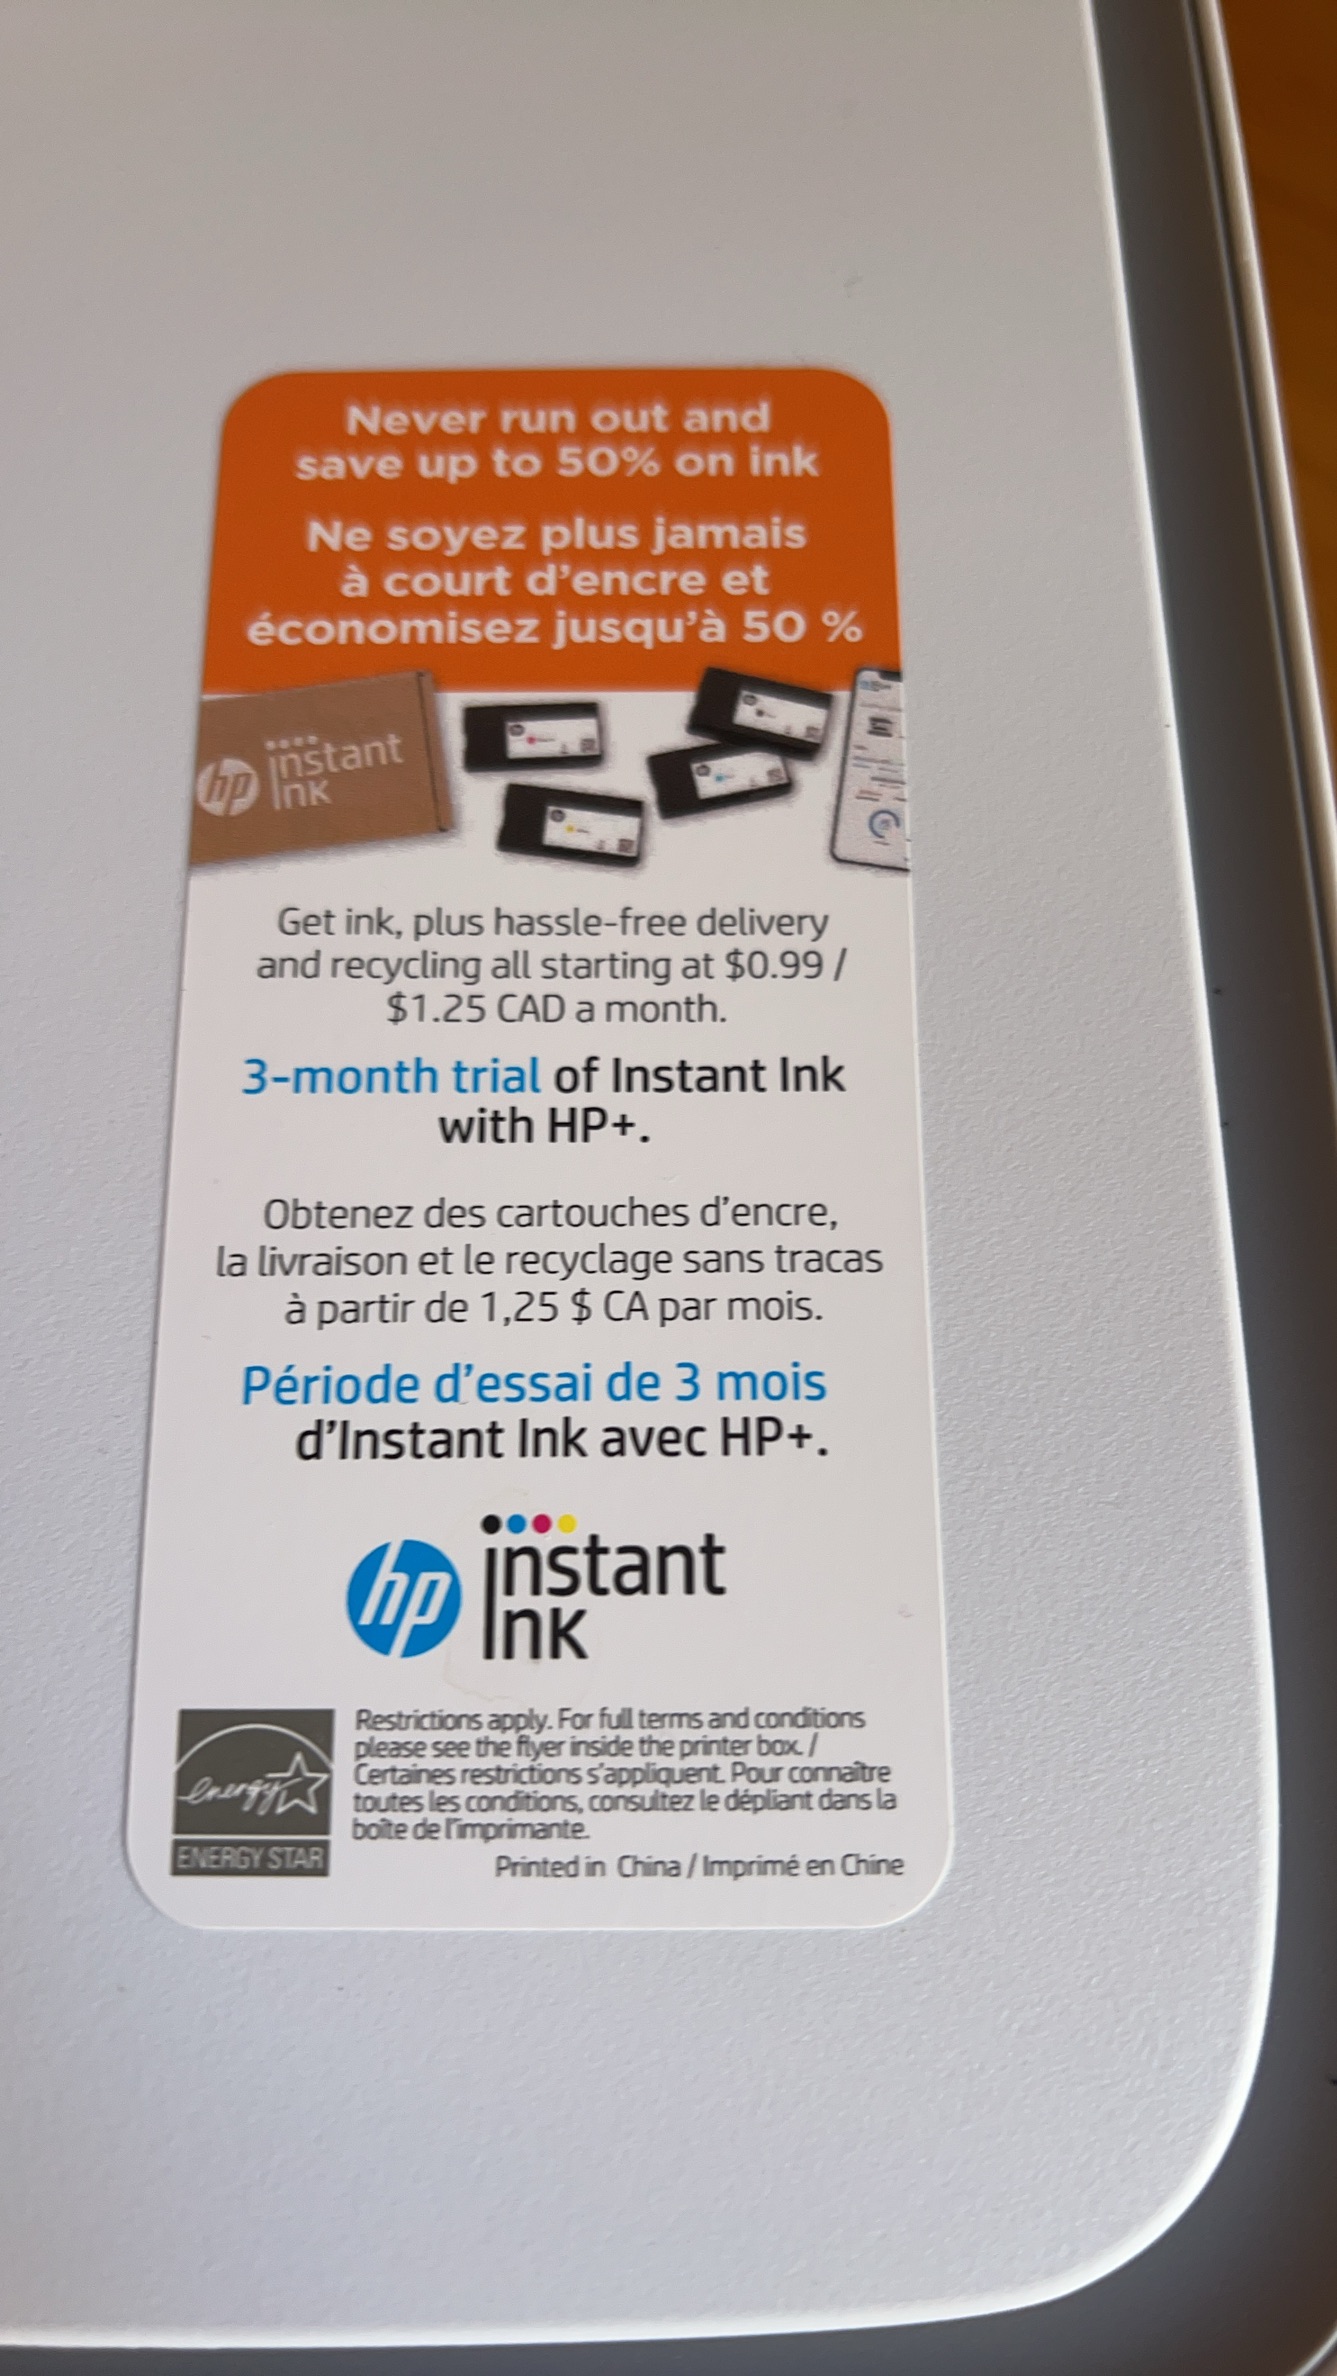 Never run out and
save up to 50% on ink
Ne soyez plus jamais
à court d'encre et
économisez jusqu'à 50 %
hp instant
ink
Get ink, plus hassle-free delivery
and recycling all starting at $0.99 /
$1.25 CAD a month.
3-month trial of Instant Ink
with HP+.
Obtenez des cartouches d'encre,
la livraison et le recyclage sans tracas
à partir de 1,25 $ CA par mois.
Période d'essai de 3 mois
d'Instant Ink avec HP+.
hp instant
ink
energy
ENERGY STAR
Restrictions apply. For full terms and conditions
please see the flyer inside the printer box. /
Certaines restrictions s'appliquent. Pour connaître
toutes les conditions, consultez le dépliant dans la
boîte de l'imprimante.
Printed in China / Imprimé en Chine